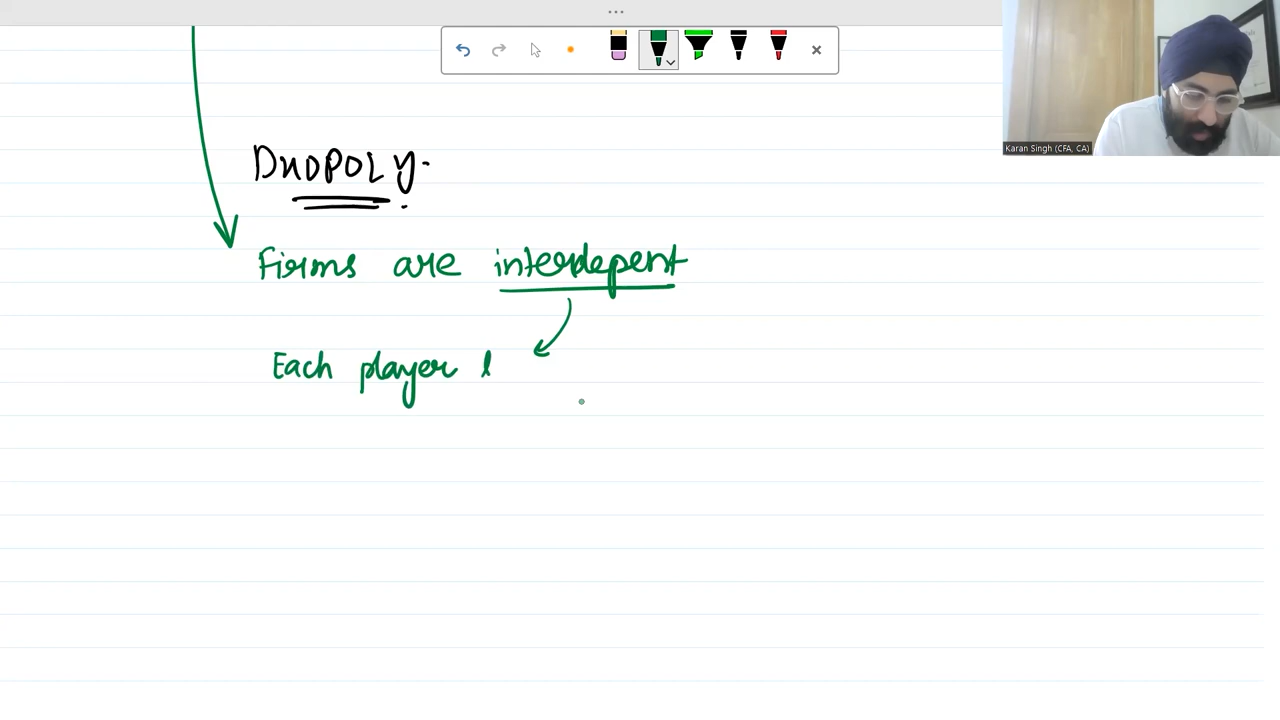 Karan Singh (CFA, CA)
DUOPOLY.
Firms are interdepent
Each player l